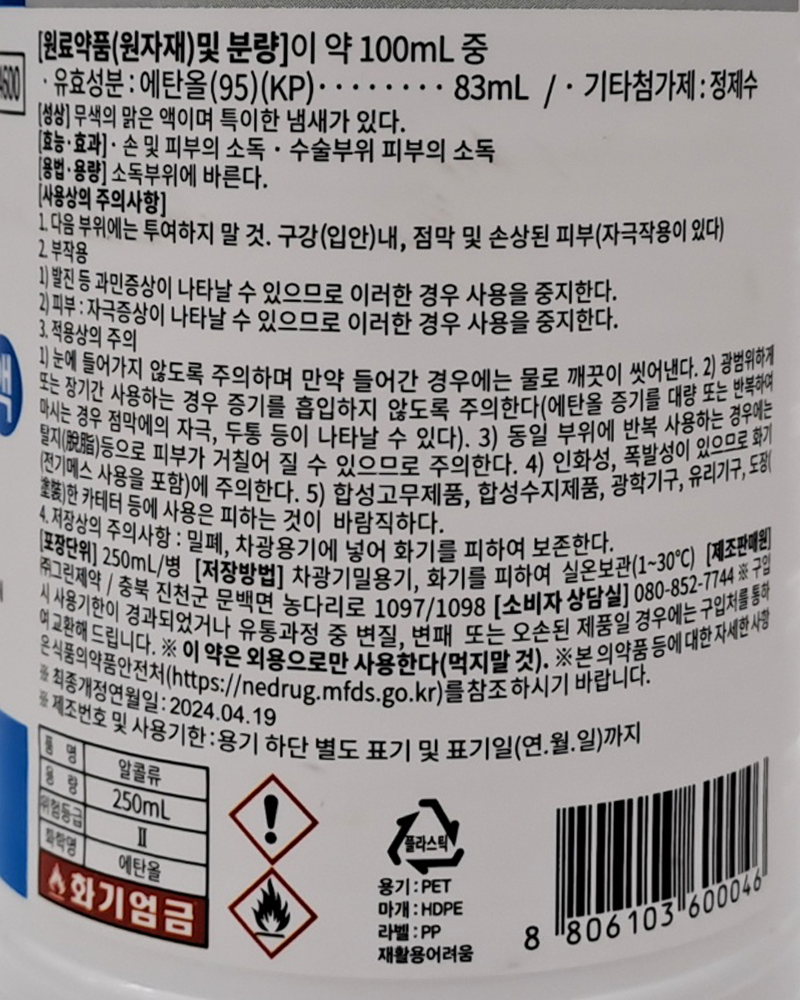 600
[원료약품(원자재)및 분량]이 약 100mL 중
· 유효성분 : 에탄올(95)(KP)· · · · · · · · 83mL / · 기타첨가제 : 정제수
[성상] 무색의 맑은 액이며 특이한 냄새가 있다.
[효능·효과] · 손 및 피부의 소독 · 수술부위 피부의 소독
[용법·용량] 소독부위에 바른다.
[사용상의 주의사항]
1. 다음 부위에는 투여하지 말 것. 구강(입안)내, 점막 및 손상된 피부(자극작용이 있다)
2. 부작용
1) 발진 등 과민증상이 나타날 수 있으므로 이러한 경우 사용을 중지한다.
2) 피부 : 자극증상이 나타날 수 있으므로 이러한 경우 사용을 중지한다.
3. 적용상의 주의
1) 눈에 들어가지 않도록 주의하며 만약 들어간 경우에는 물로 깨끗이 씻어낸다. 2) 광범위하게
또는 장기간 사용하는 경우 증기를 흡입하지 않도록 주의한다(에탄올 증기를 대량 또는 반복하여
마시는 경우 점막에의 자극, 두통 등이 나타날 수 있다). 3) 동일 부위에 반복 사용하는 경우에는
탈지(脫脂)등으로 피부가 거칠어 질 수 있으므로 주의한다. 4) 인화성, 폭발성이 있으므로 화기
(전기메스 사용을 포함)에 주의한다. 5) 합성고무제품, 합성수지제품, 광학기구, 유리기구, 도장(
塗裝)한 카테터 등에 사용은 피하는 것이 바람직하다.
4. 저장상의 주의사항 : 밀폐, 차광용기에 넣어 화기를 피하여 보존한다.
[포장단위] 250mL/병 [저장방법] 차광기밀용기, 화기를 피하여 실온보관(1~30℃) [제조판매원]
㈜그린제약 / 충북 진천군 문백면 농다리로 1097/1098 [소비자 상담실] 080-852-7744 ※ 구입
시 사용기한이 경과되었거나 유통과정 중 변질, 변패 또는 오손된 제품일 경우에는 구입처를 통하
여 교환해 드립니다. ※ 이 약은 외용으로만 사용한다(먹지말 것). ※ 본 의약품 등에 대한 자세한 사항
은 식품의약품안전처(https://nedrug.mfds.go.kr)를 참조하시기 바랍니다.
※ 최종개정연월일 : 2024.04.19
※ 제조번호 및 사용기한 : 용기 하단 별도 표기 및 표기일(연.월.일)까지
품 명 알콜류
용 량 250mL
위험등급 Ⅱ
화학명 에탄올
화기엄금
플라스틱
용기 : PET
마개 : HDPE
라벨 : PP
재활용어려움
8 806103 600046